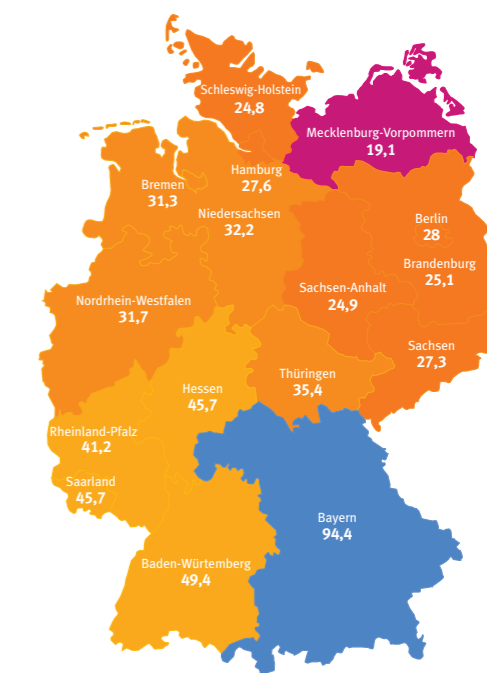 Schleswig-Holstein
24,8
Mecklenburg-Vorpommern
19,1
Hamburg
27,6
Bremen
31,3
Niedersachsen
32,2
Berlin
28
Brandenburg
25,1
Sachsen-Anhalt
24,9
Nordrhein-Westfalen
31,7
Sachsen
27,3
Thüringen
35,4
Hessen
45,7
Rheinland-Pfalz
41,2
Saarland
45,7
Bayern
94,4
Baden-Würtemberg
49,4